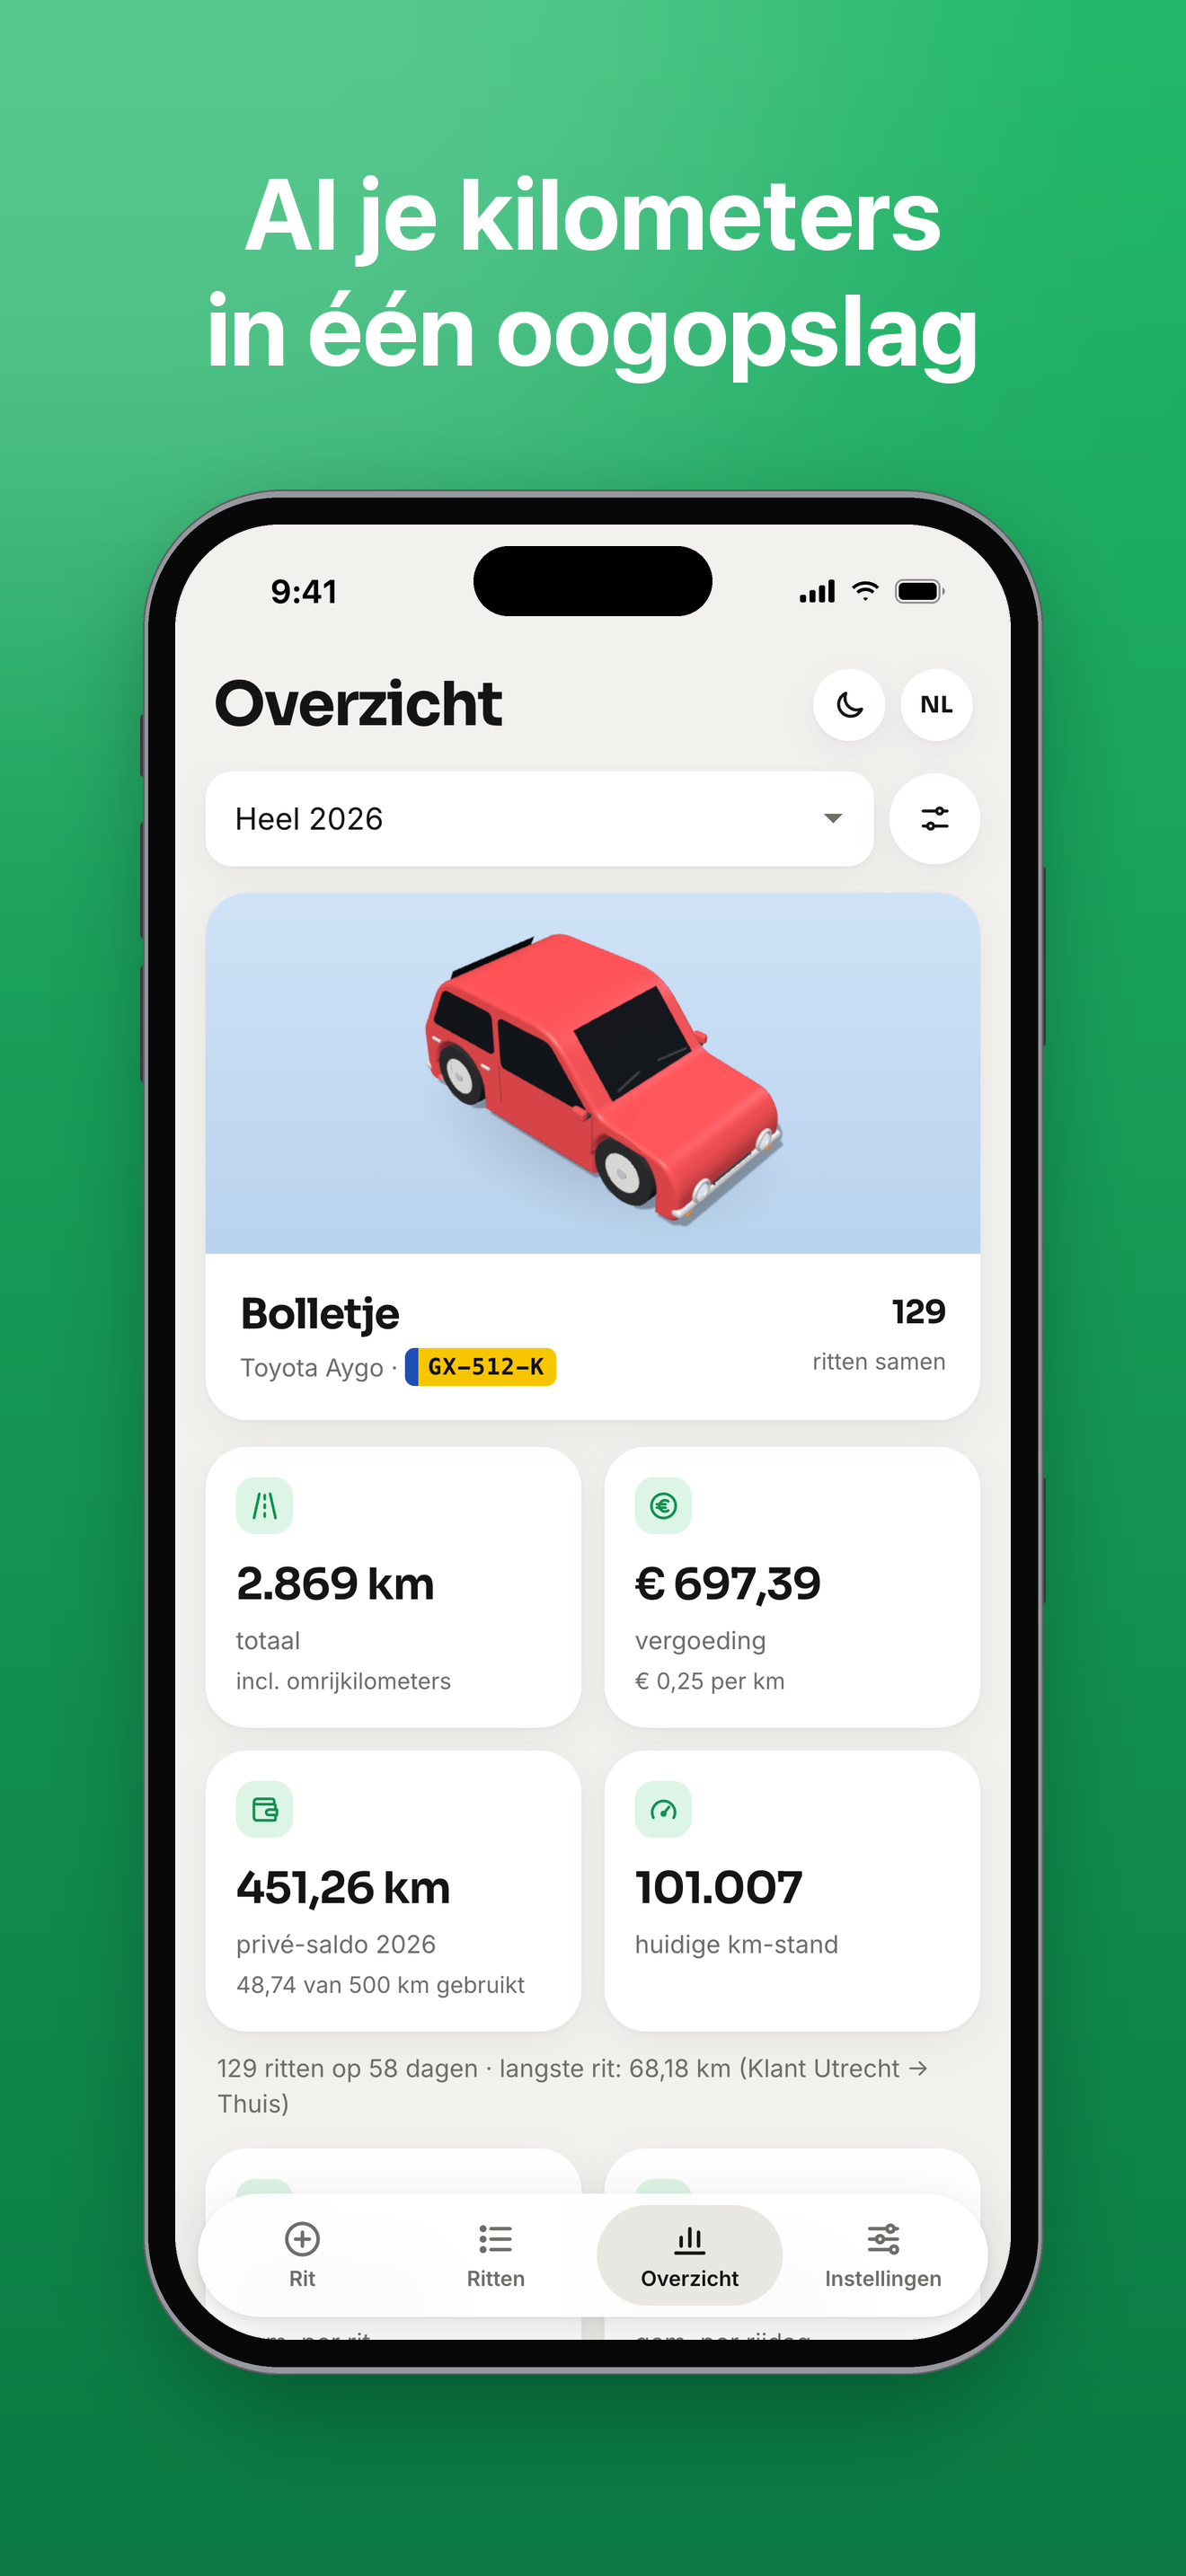 Al je kilometers
in één oogopslag
9:41
Overzicht
NL
Heel 2026
Bolletje
129
Toyota Aygo · GX-512-K
ritten samen
2.869 km
totaal
incl. omrijkilometers
€ 697,39
vergoeding
€ 0,25 per km
451,26 km
privé-saldo 2026
48,74 van 500 km gebruikt
101.007
huidige km-stand
129 ritten op 58 dagen · langste rit: 68,18 km (Klant Utrecht →
Thuis)
Rit
Ritten
Overzicht
Instellingen